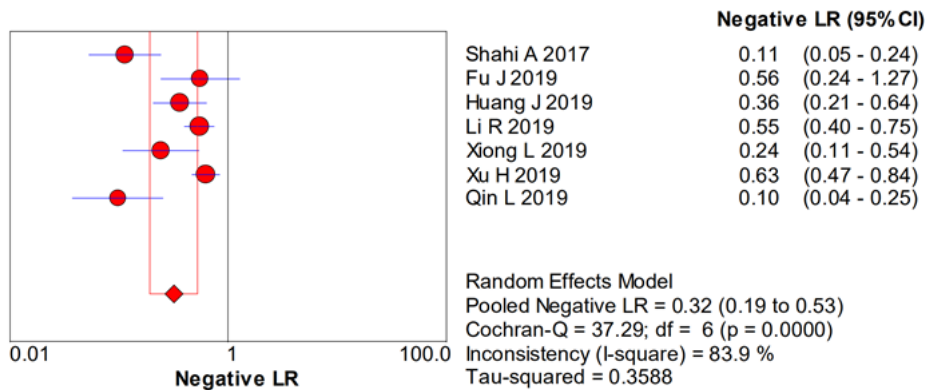 Negative LR (95% CI)
Shahi A 2017 0.11 (0.05 - 0.24)
Fu J 2019 0.56 (0.24 - 1.27)
Huang J 2019 0.36 (0.21 - 0.64)
Li R 2019 0.55 (0.40 - 0.75)
Xiong L 2019 0.24 (0.11 - 0.54)
Xu H 2019 0.63 (0.47 - 0.84)
Qin L 2019 0.10 (0.04 - 0.25)
Random Effects Model
Pooled Negative LR = 0.32 (0.19 to 0.53)
Cochran-Q = 37.29; df = 6 (p = 0.0000)
Inconsistency (I-square) = 83.9 %
Tau-squared = 0.3588
0.01 1 100.0
Negative LR